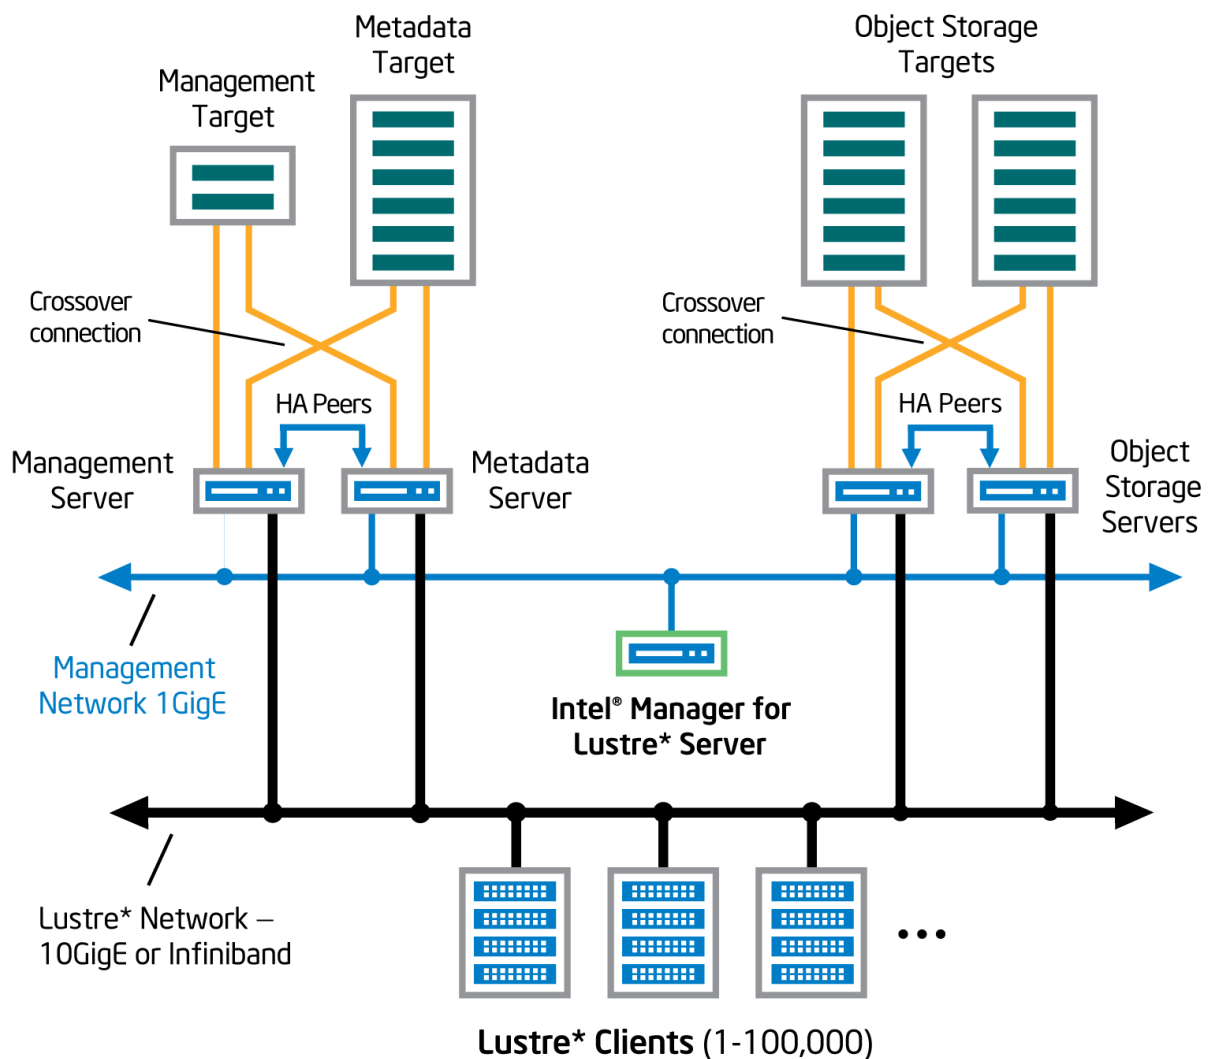 Metadata
Target
Object Storage
Targets
Management
Target
Crossover
connection
Crossover
connection
HA Peers
HA Peers
Management
Server
Metadada
Server
Object
Storage
Servers
Management
Network 1GigE
Intel® Manager for
Lustre* Server
Lustre* Network –
10GigE or Infiniband
...
Lustre* Clients (1-100,000)